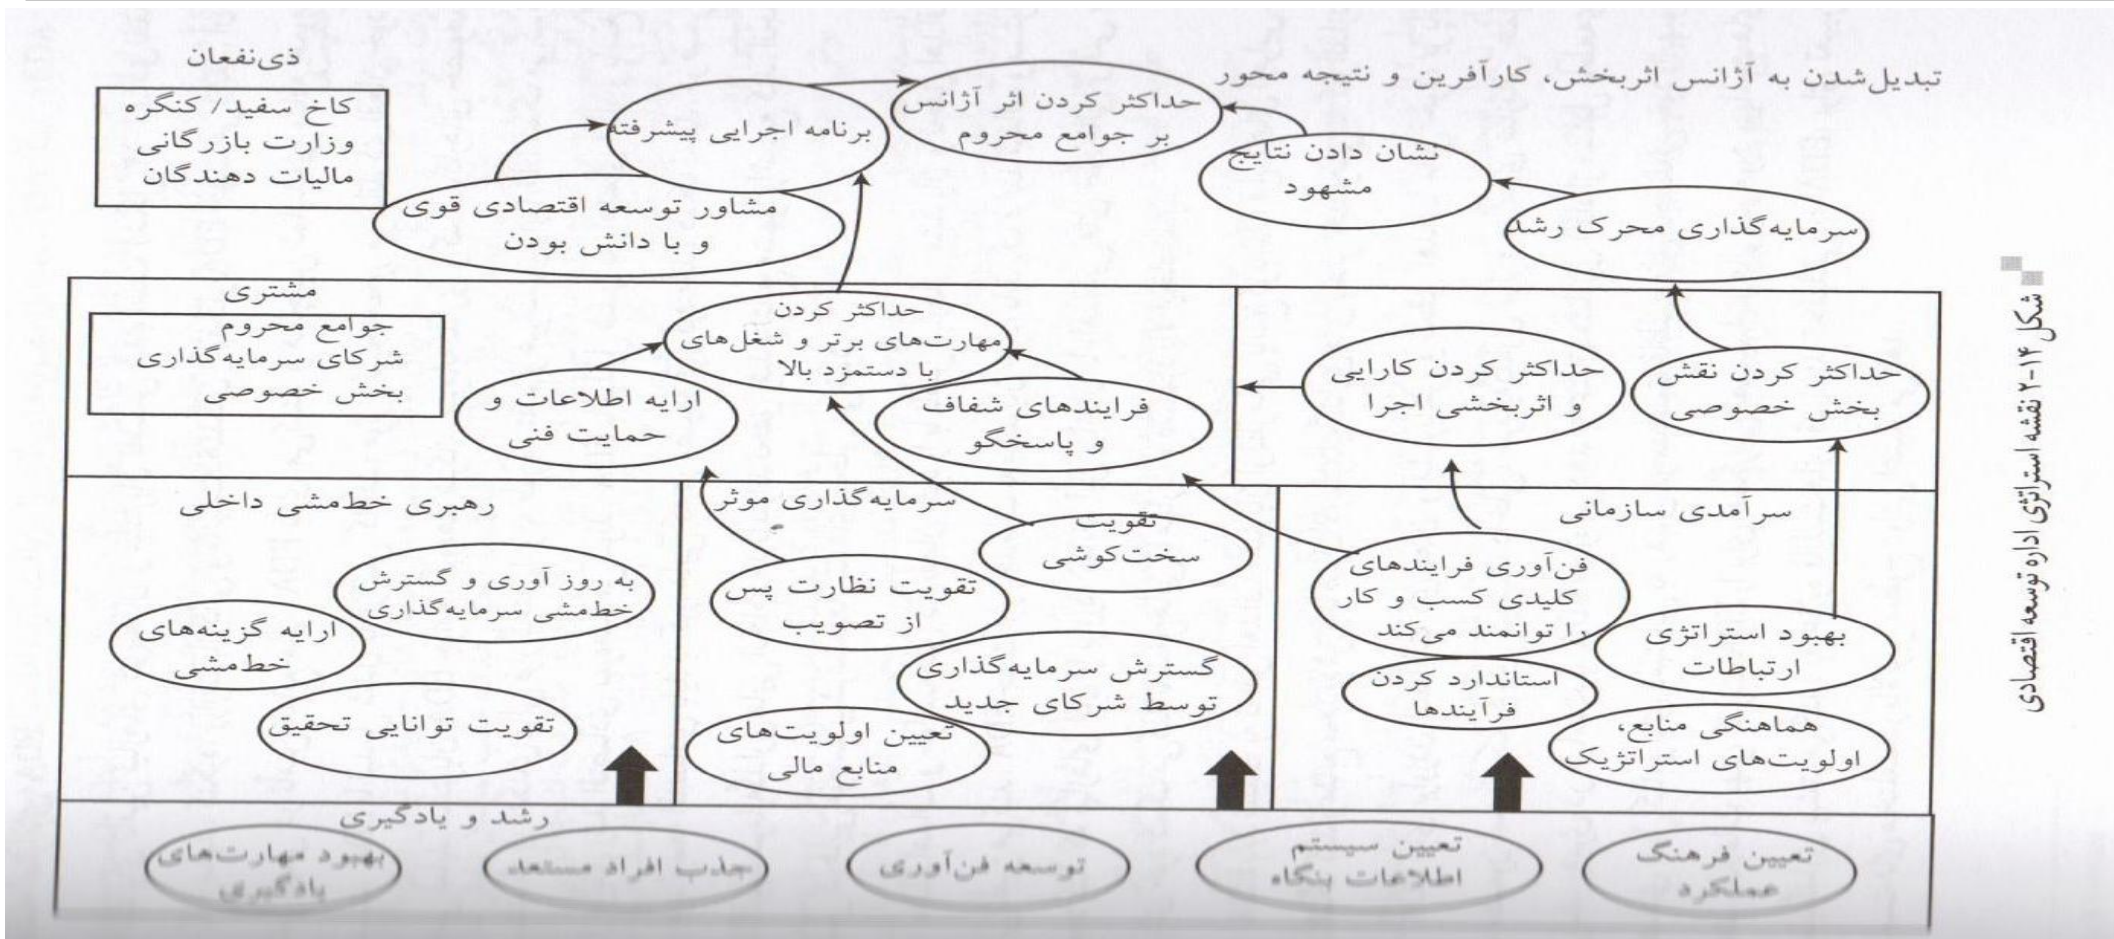 ذی‌نفعان
کاخ سفید/ کنگره
وزارت بازرگانی
مالیات دهندگان
تبدیل‌شدن به آژانس اثربخش، کارآفرین و نتیجه محور
حداکثر کردن اثر آژانس
بر جوامع محروم
برنامه اجرایی پیشرفته
نشان دادن نتایج
مشهود
مشاور توسعه اقتصادی قوی
و با دانش بودن
سرمایه‌گذاری محرک رشد
مشتری
جوامع محروم
شرکای سرمایه‌گذاری
بخش خصوصی
حداکثر کردن
مهارت‌های برتر و شغل‌های
با دستمزد بالا
حداکثر کردن کارایی
و اثربخشی اجرا
حداکثر کردن نقش
بخش خصوصی
ارایه اطلاعات و
حمایت فنی
فرایندهای شفاف
و پاسخگو
رهبری خط‌مشی داخلی
سرمایه‌گذاری موثر
سرآمدی سازمانی
به روز آوری و گسترش
خط‌مشی سرمایه‌گذاری
ارایه گزینه‌های
خط‌مشی
تقویت توانایی تحقیق
تقویت
سخت‌کوشی
تقویت نظارت پس
از تصویب
گسترش سرمایه‌گذاری
توسط شرکای جدید
تعیین اولویت‌های
منابع مالی
فن‌آوری فرایندهای
کلیدی کسب و کار
را توانمند می‌کند
بهبود استراتژی
ارتباطات
استاندارد کردن
فرآیندها
هماهنگی منابع،
اولویت‌های استراتژیک
رشد و یادگیری
بهبود مهارت‌های
یادگیری
جذب افراد مستعد
توسعه فن‌آوری
تعیین سیستم
اطلاعات بنگاه
تعیین فرهنگ
عملکرد
شکل ۱۴-۲ نقشه استراتژی اداره توسعه اقتصادی